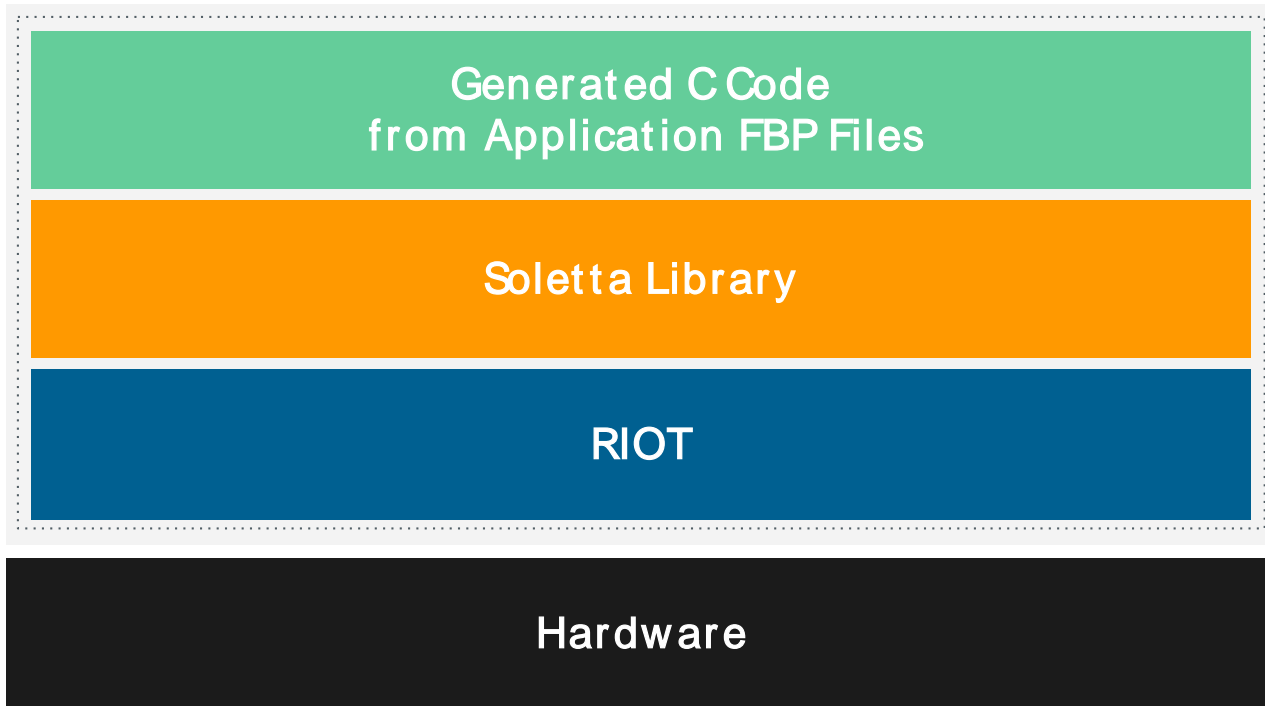 Generated C Code
from Application FBP Files
Soletta Library
RIOT
Hardware